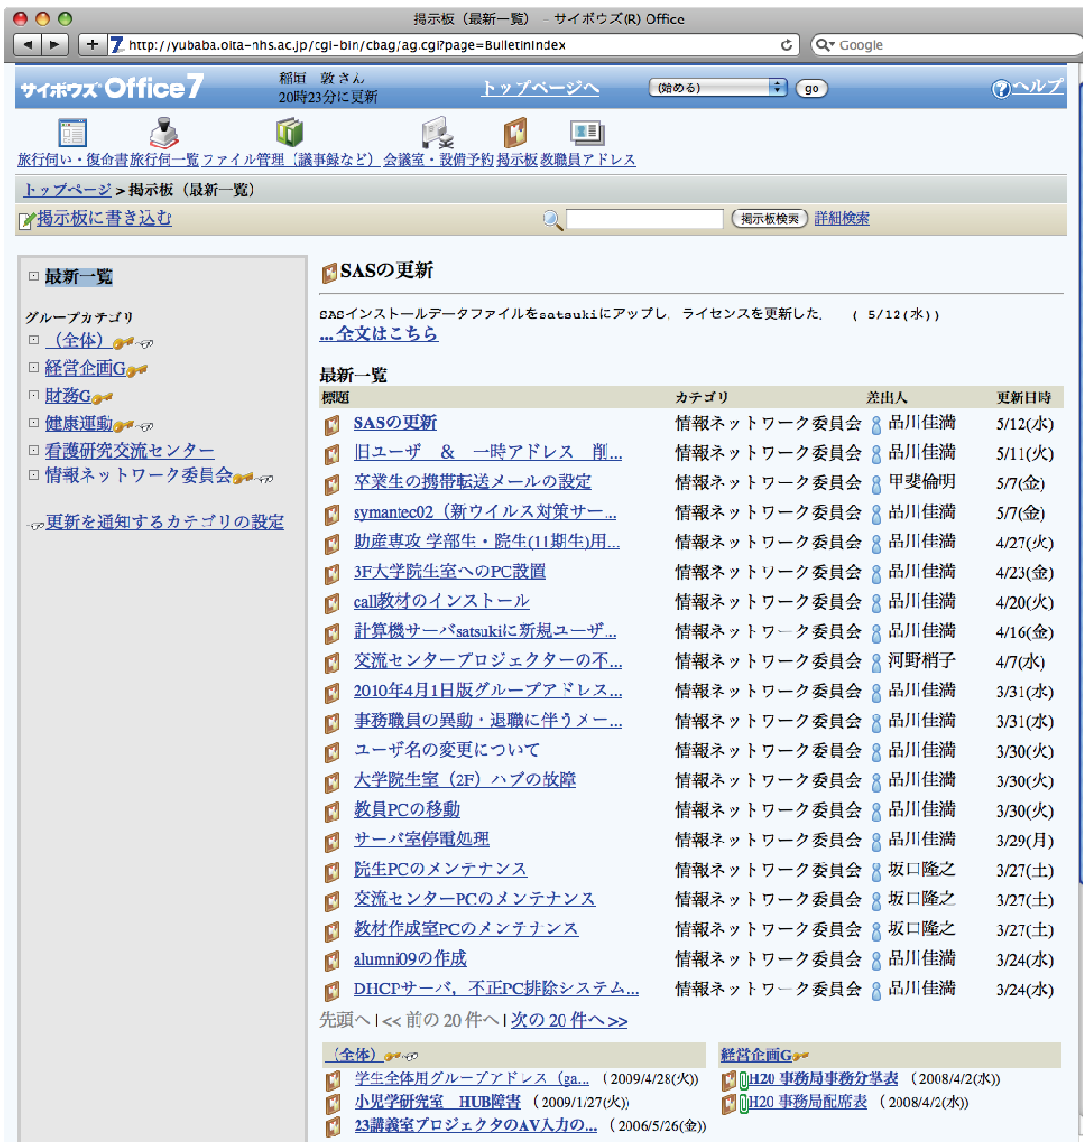 掲示板（最新一覧） - サイボウズ(R) Office
http://yubaba.oita-nhs.ac.jp/cgi-bin/cbag/ag.cgi?page=BulletinIndex
Google
サイボウズ Office 7
稲垣 敦さん
20時23分に更新
トップページへ
(始める)
go
?ヘルプ
旅行伺い・復命書 旅行伺一覧 ファイル管理（議事録など） 会議室・設備予約 掲示板 教職員アドレス
トップページ > 掲示板（最新一覧）
掲示板に書き込む
掲示板検索 詳細検索
最新一覧
グループカテゴリ
（全体）
経営企画G
財務G
健康運動
看護研究交流センター
情報ネットワーク委員会
更新を通知するカテゴリの設定
SASの更新
SASインストールデータファイルをsatsukiにアップし，ライセンスを更新した． ( 5/12(水))
...全文はこちら
最新一覧
標題 カテゴリ 差出人 更新日時
SASの更新 情報ネットワーク委員会 品川佳満 5/12(水)
旧ユーザ ＆ 一時アドレス 削... 情報ネットワーク委員会 品川佳満 5/11(火)
卒業生の携帯転送メールの設定 情報ネットワーク委員会 甲斐倫明 5/7(金)
symantec02（新ウイルス対策サー... 情報ネットワーク委員会 品川佳満 5/7(金)
助産専攻 学部生・院生(11期生)用... 情報ネットワーク委員会 品川佳満 4/27(火)
3F大学院生室へのPC設置 情報ネットワーク委員会 品川佳満 4/23(金)
call教材のインストール 情報ネットワーク委員会 品川佳満 4/20(火)
計算機サーバsatsukiに新規ユーザ... 情報ネットワーク委員会 品川佳満 4/16(金)
交流センタープロジェクターの不... 情報ネットワーク委員会 河野梢子 4/7(水)
2010年4月1日版グループアドレス... 情報ネットワーク委員会 品川佳満 3/31(水)
事務職員の異動・退職に伴うメー... 情報ネットワーク委員会 品川佳満 3/31(水)
ユーザ名の変更について 情報ネットワーク委員会 品川佳満 3/30(火)
大学院生室（2F）ハブの故障 情報ネットワーク委員会 品川佳満 3/30(火)
教員PCの移動 情報ネットワーク委員会 品川佳満 3/30(火)
サーバ室停電処理 情報ネットワーク委員会 品川佳満 3/29(月)
院生PCのメンテナンス 情報ネットワーク委員会 坂口隆之 3/27(土)
交流センターPCのメンテナンス 情報ネットワーク委員会 坂口隆之 3/27(土)
教材作成室PCのメンテナンス 情報ネットワーク委員会 坂口隆之 3/27(土)
alumni09の作成 情報ネットワーク委員会 品川佳満 3/24(水)
DHCPサーバ，不正PC排除システム... 情報ネットワーク委員会 品川佳満 3/24(水)
先頭へ | << 前の 20 件へ | 次の 20 件へ >>
（全体）
学生全体用グループアドレス（ga... （2009/4/28(火)）
小児学研究室 HUB障害 （2009/1/27(火)）
23講義室プロジェクタのAV入力の... （2006/5/26(金)）
経営企画G
H20 事務局事務分掌表 （2008/4/2(水)）
H20 事務局配席表 （2008/4/2(水)）